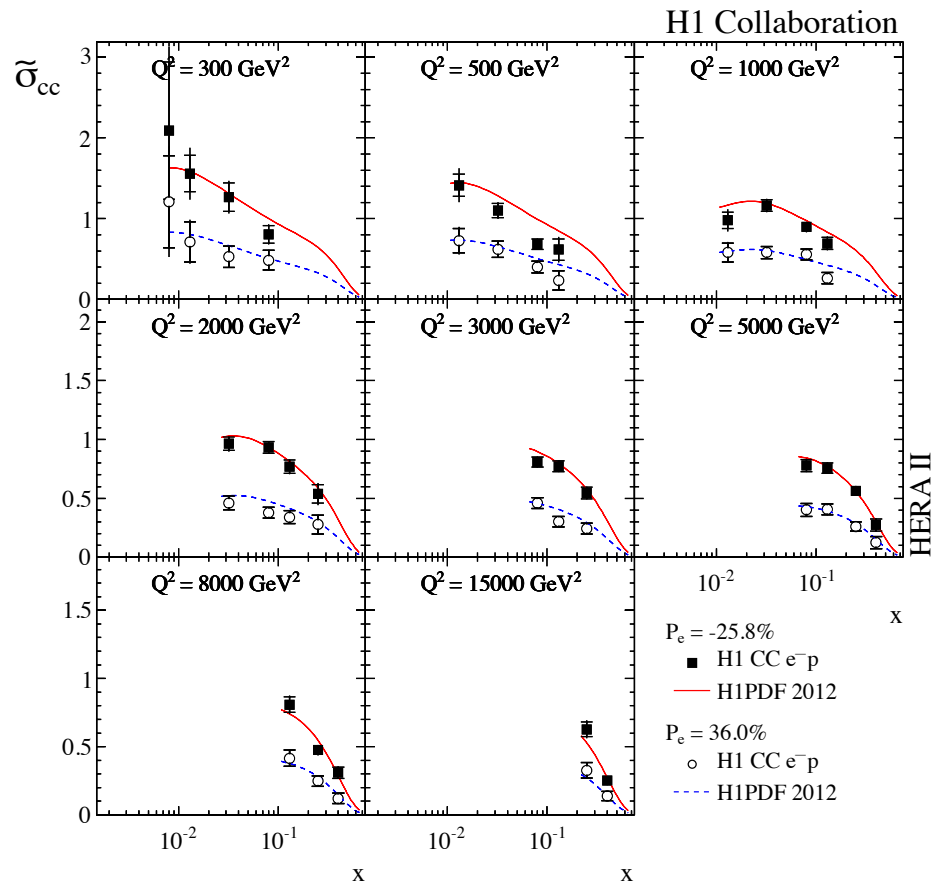 H1 Collaboration
σ̃cc
Q² = 300 GeV²
Q² = 500 GeV²
Q² = 1000 GeV²
3
2
1
0
Q² = 2000 GeV²
Q² = 3000 GeV²
Q² = 5000 GeV²
2
1.5
1
0.5
0
HERA II
10⁻² 10⁻¹
x
Q² = 8000 GeV²
Q² = 15000 GeV²
1.5
1
0.5
0
10⁻² 10⁻¹
x
10⁻² 10⁻¹
x
Pe = -25.8%
H1 CC e⁻p
H1PDF 2012
Pe = 36.0%
H1 CC e⁻p
H1PDF 2012